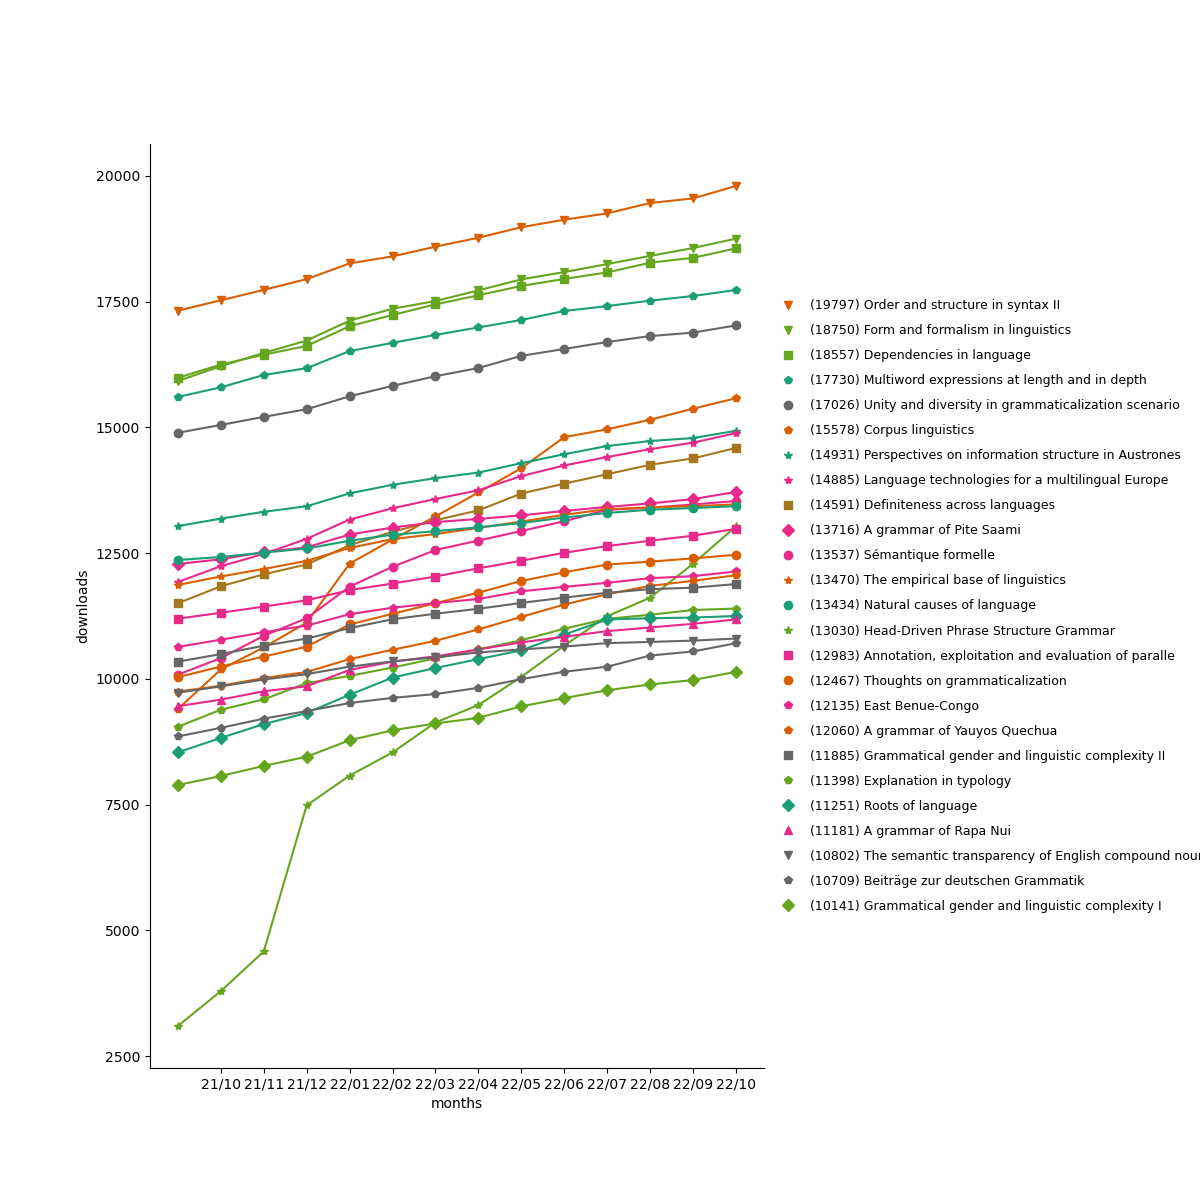 20000
17500
15000
12500
10000
7500
5000
2500
downloads
21/10 21/11 21/12 22/01 22/02 22/03 22/04 22/05 22/06 22/07 22/08 22/09 22/10
months
(19797) Order and structure in syntax II
(18750) Form and formalism in linguistics
(18557) Dependencies in language
(17730) Multiword expressions at length and in depth
(17026) Unity and diversity in grammaticalization scenario
(15578) Corpus linguistics
(14931) Perspectives on information structure in Austrones
(14885) Language technologies for a multilingual Europe
(14591) Definiteness across languages
(13716) A grammar of Pite Saami
(13537) Sémantique formelle
(13470) The empirical base of linguistics
(13434) Natural causes of language
(13030) Head-Driven Phrase Structure Grammar
(12983) Annotation, exploitation and evaluation of paralle
(12467) Thoughts on grammaticalization
(12135) East Benue-Congo
(12060) A grammar of Yauyos Quechua
(11885) Grammatical gender and linguistic complexity II
(11398) Explanation in typology
(11251) Roots of language
(11181) A grammar of Rapa Nui
(10802) The semantic transparency of English compound nou
(10709) Beiträge zur deutschen Grammatik
(10141) Grammatical gender and linguistic complexity I